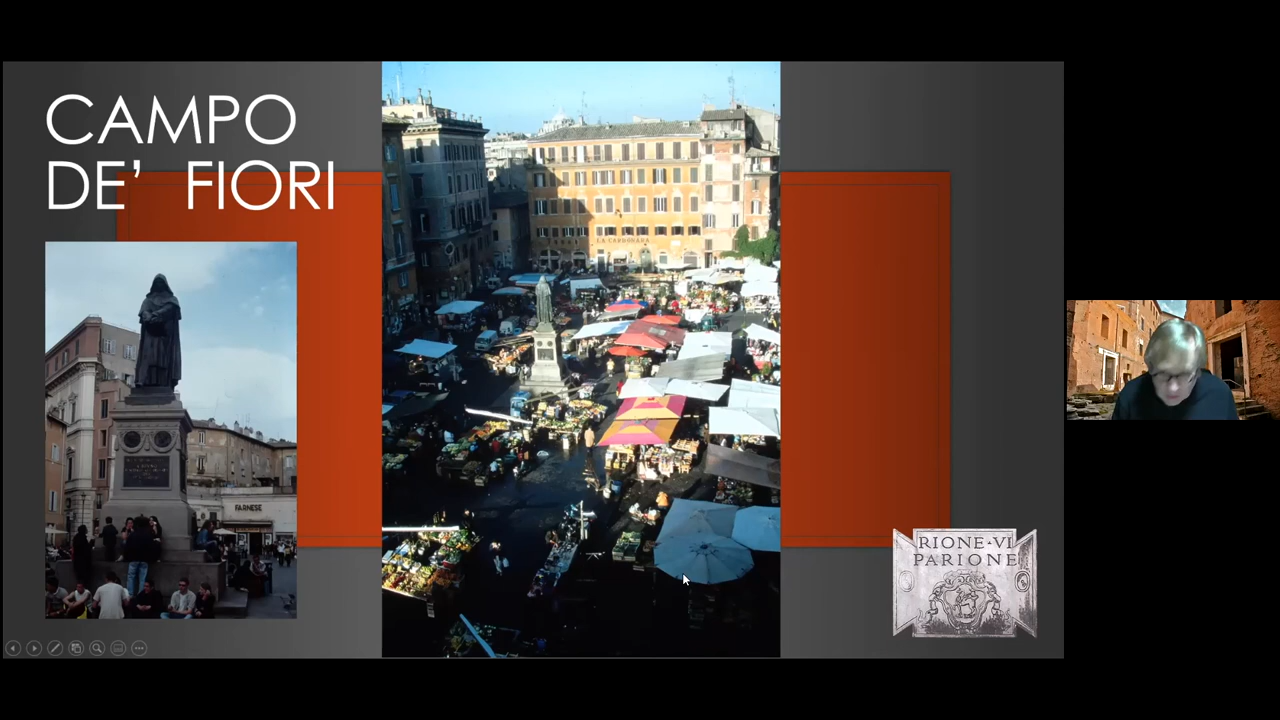 CAMPO
DE’ FIORI
LA CARBONARA
FARNESE
RIONE·VI
PARIONE